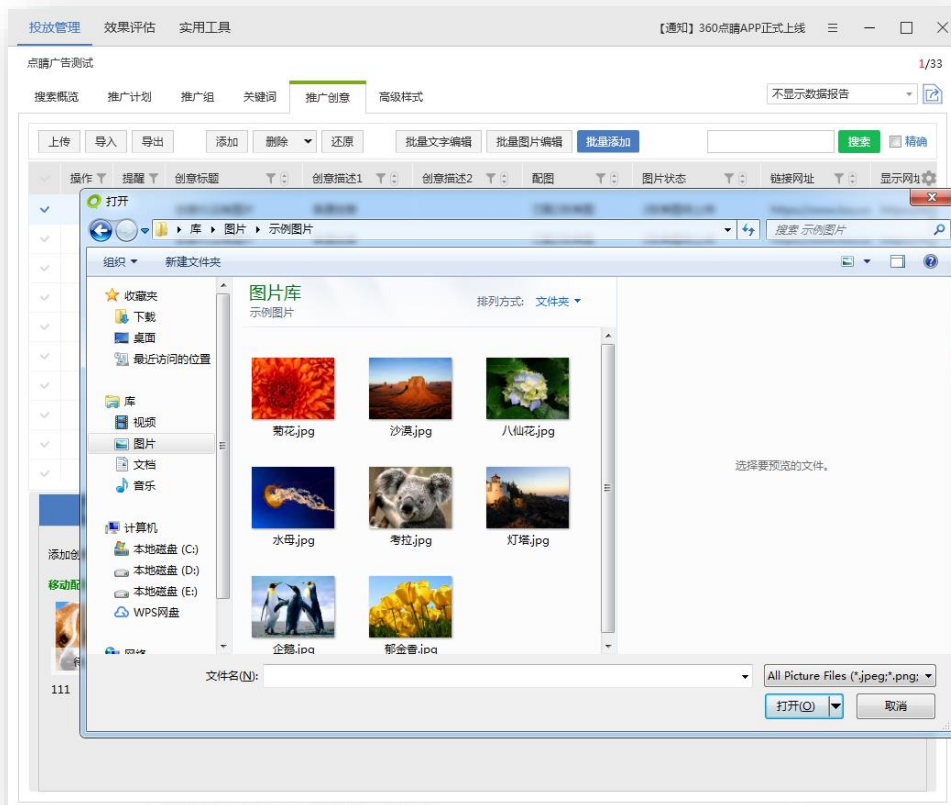 投放管理 效果评估 实用工具 【通知】360点睛APP正式上线
点睛广告测试 1/33
搜索概览 推广计划 推广组 关键词 推广创意 高级样式 不显示数据报告
上传 导入 导出 添加 删除 还原 批量文字编辑 批量图片编辑 批量添加 搜索 精确
操作 提醒 创意标题 创意描述1 创意描述2 配图 图片状态 链接网址 显示网址
打开
库 图片 示例图片 搜索 示例图片
组织 新建文件夹
收藏夹
下载
桌面
最近访问的位置
库
视频
图片
文档
音乐
计算机
本地磁盘 (C:)
本地磁盘 (D:)
本地磁盘 (E:)
WPS网盘
网络
图片库
示例图片
排列方式: 文件夹
菊花.jpg 沙漠.jpg 八仙花.jpg
水母.jpg 考拉.jpg 灯塔.jpg
企鹅.jpg 郁金香.jpg
选择要预览的文件。
添加创
移动配
111
文件名(N): All Picture Files (*.jpeg;*.png;
打开(O) 取消